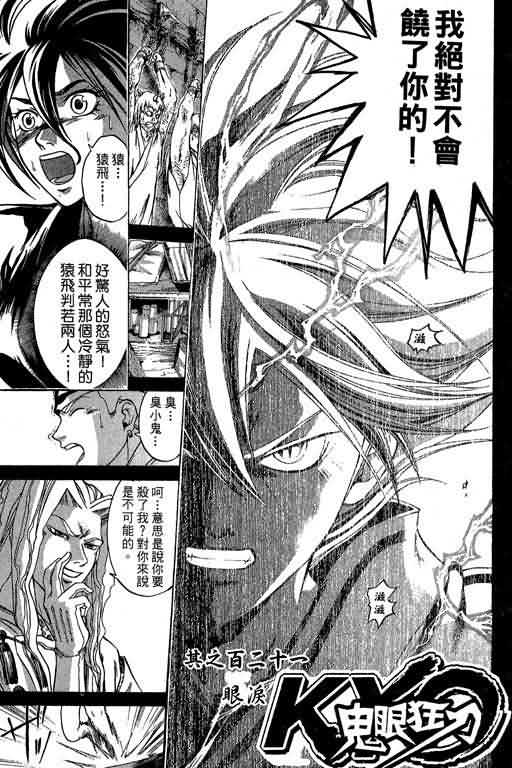 我絕對不會
饒了你的！
滋
滋
滋
猿…
猿飛…！
好驚人的怒氣！
和平常那個冷靜的
猿飛判若兩人…！
臭…
臭小鬼…
呵…意思是說你要
殺了我？對你來說
是不可能的。
其之百二十一
眼淚
KYO
鬼眼狂刀